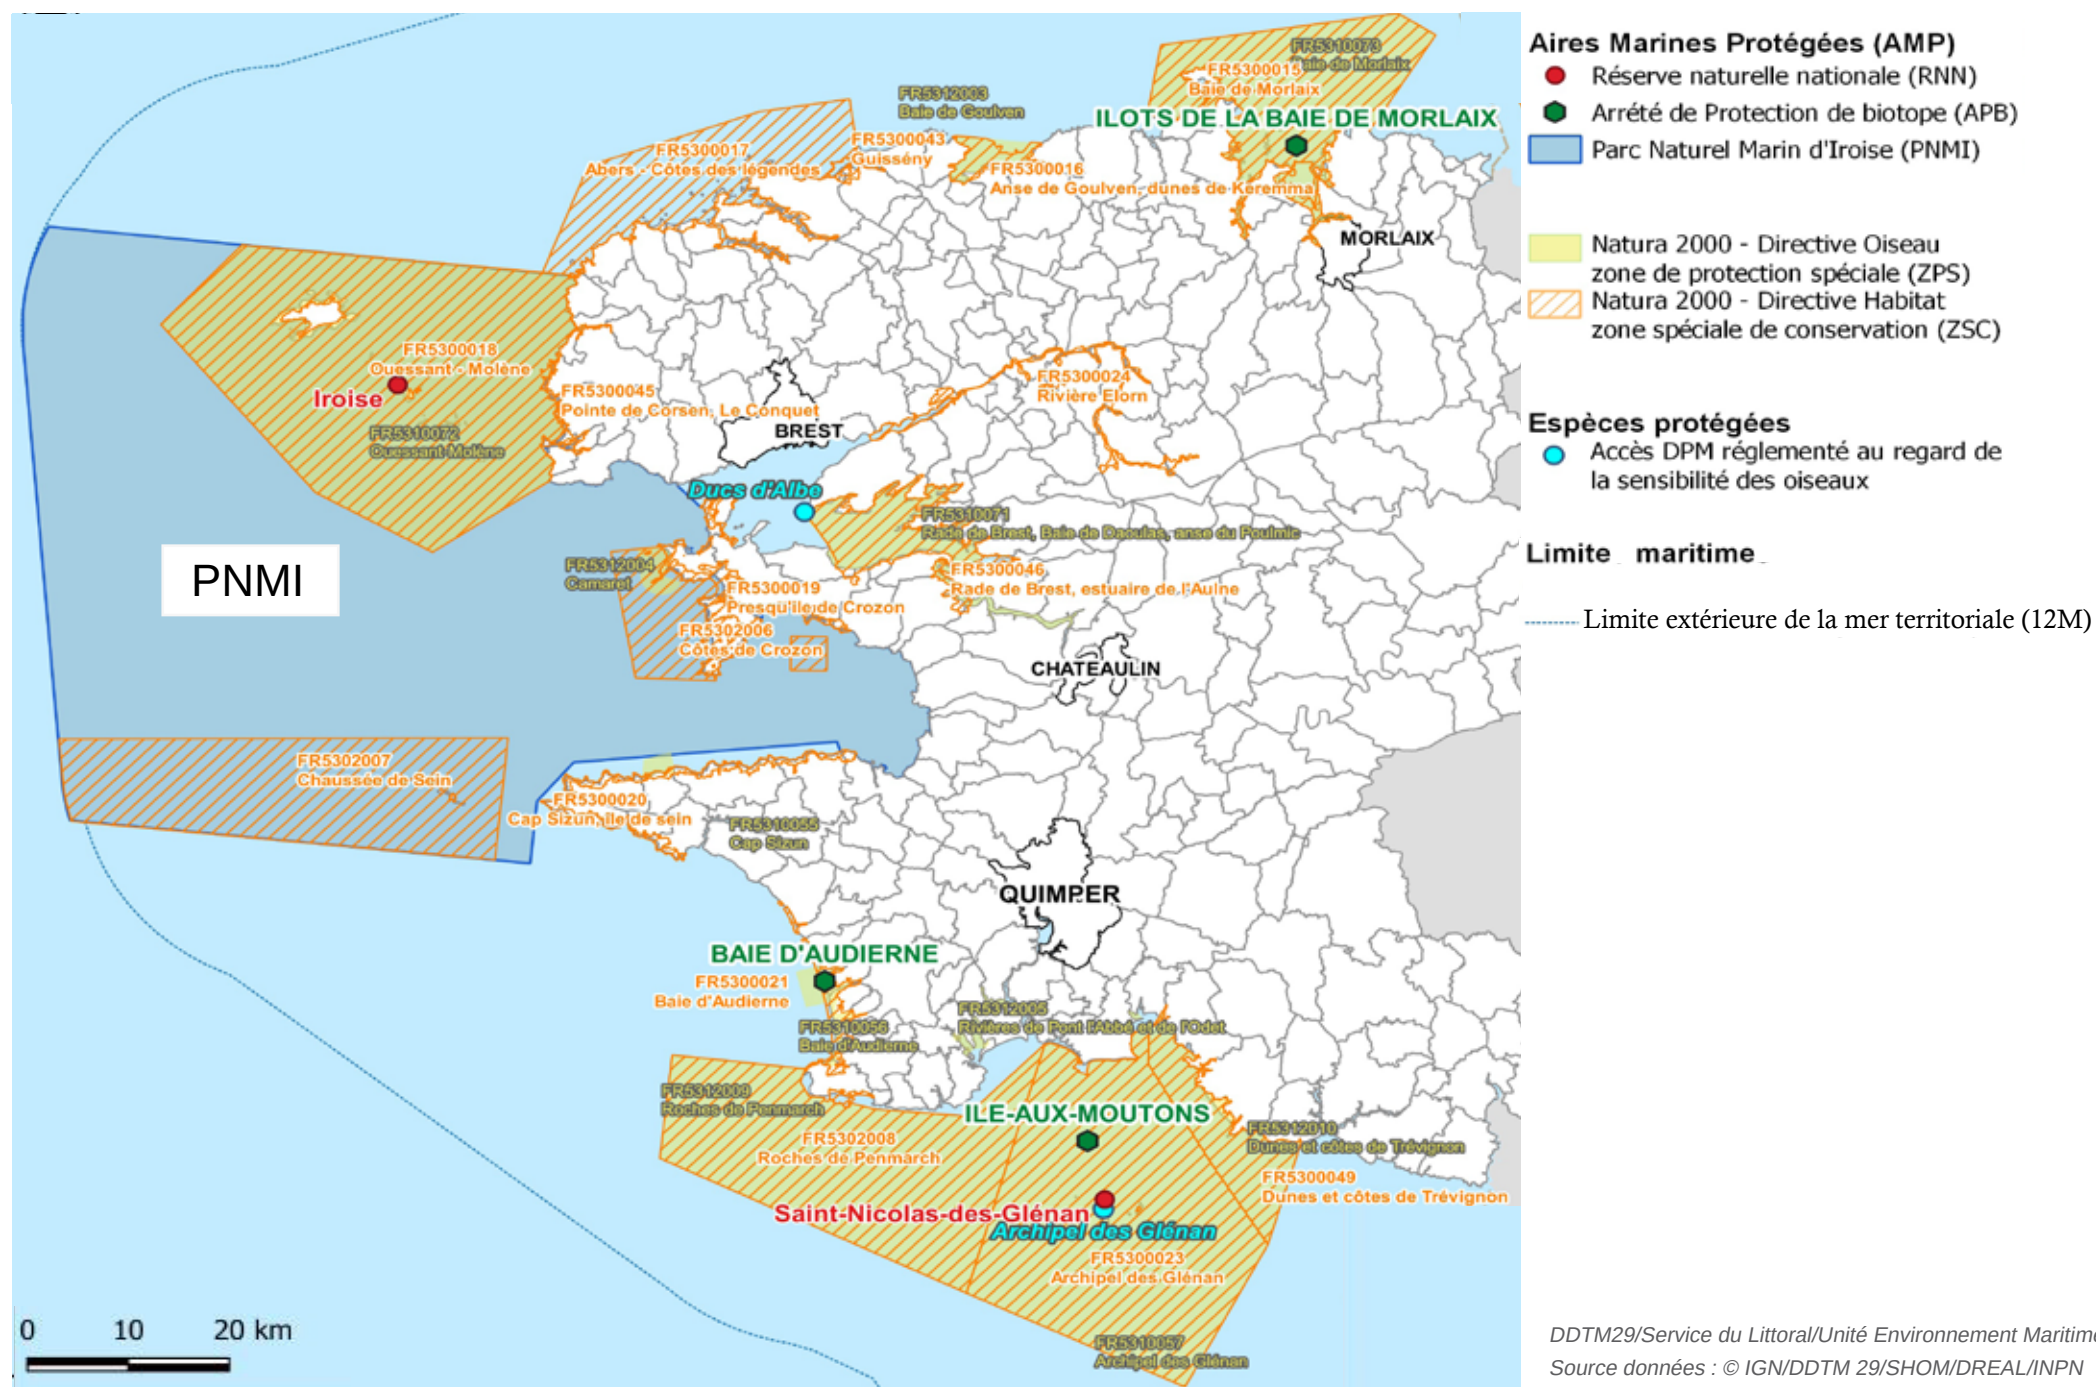 FR5310073
Baie de Morlaix
FR5300015
Baie de Morlaix
FR5312003
Baie de Goulven
ILOTS DE LA BAIE DE MORLAIX
FR5300043
Guissény
FR5300017
Abers - Côtes des légendes
FR5300016
Anse de Goulven, dunes de Keremma
MORLAIX
FR5300018
Ouessant - Molène
Iroise
FR5310072
Ouessant-Molène
FR5300045
Pointe de Corsen, Le Conquet
BREST
FR5300024
Rivière Elorn
Ducs d'Albe
FR5310071
Rade de Brest, Baie de Daoulas, anse du Poulmic
PNMI
FR5312004
Camaret
FR5300046
Rade de Brest, estuaire de l'Aulne
FR5300019
Presqu'ile de Crozon
FR5302006
Côtes de Crozon
CHATEAULIN
FR5302007
Chaussée de Sein
FR5300020
Cap Sizun, île de sein
FR5310055
Cap Sizun
QUIMPER
BAIE D'AUDIERNE
FR5300021
Baie d'Audierne
FR5310056
Baie d'Audierne
FR5312005
Rivières de Pont l'Abbé et de l'Odet
FR5312009
Roches de Penmarch
ILE-AUX-MOUTONS
FR5302008
Roches de Penmarch
FR5312010
Dunes et côtes de Trévignon
FR5300049
Dunes et côtes de Trévignon
Saint-Nicolas-des-Glénan
Archipel des Glénan
FR5300023
Archipel des Glénan
FR5310057
Archipel des Glénan
0 10 20 km
Aires Marines Protégées (AMP)
Réserve naturelle nationale (RNN)
Arrété de Protection de biotope (APB)
Parc Naturel Marin d'Iroise (PNMI)
Natura 2000 - Directive Oiseau
zone de protection spéciale (ZPS)
Natura 2000 - Directive Habitat
zone spéciale de conservation (ZSC)
Espèces protégées
Accès DPM réglementé au regard de
la sensibilité des oiseaux
Limite maritime
Limite extérieure de la mer territoriale (12M)
DDTM29/Service du Littoral/Unité Environnement Maritime
Source données : © IGN/DDTM 29/SHOM/DREAL/INPN